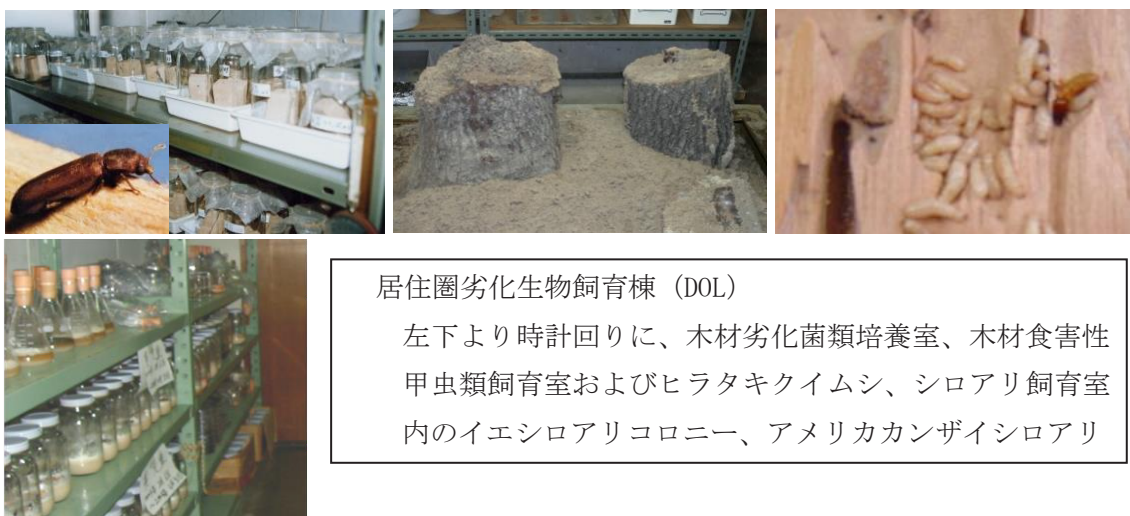 居住圏劣化生物飼育棟 (DOL)
左下より時計回りに、木材劣化菌類培養室、木材食害性
甲虫類飼育室およびヒラタキクイムシ、シロアリ飼育室
内のイエシロアリコロニー、アメリカカンザイシロアリ